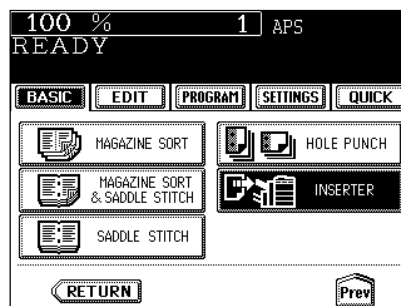 100 % 1 APS
READY
BASIC EDIT PROGRAM SETTINGS QUICK
MAGAZINE SORT
HOLE PUNCH
MAGAZINE SORT
& SADDLE STITCH
INSERTER
SADDLE STITCH
RETURN Prev